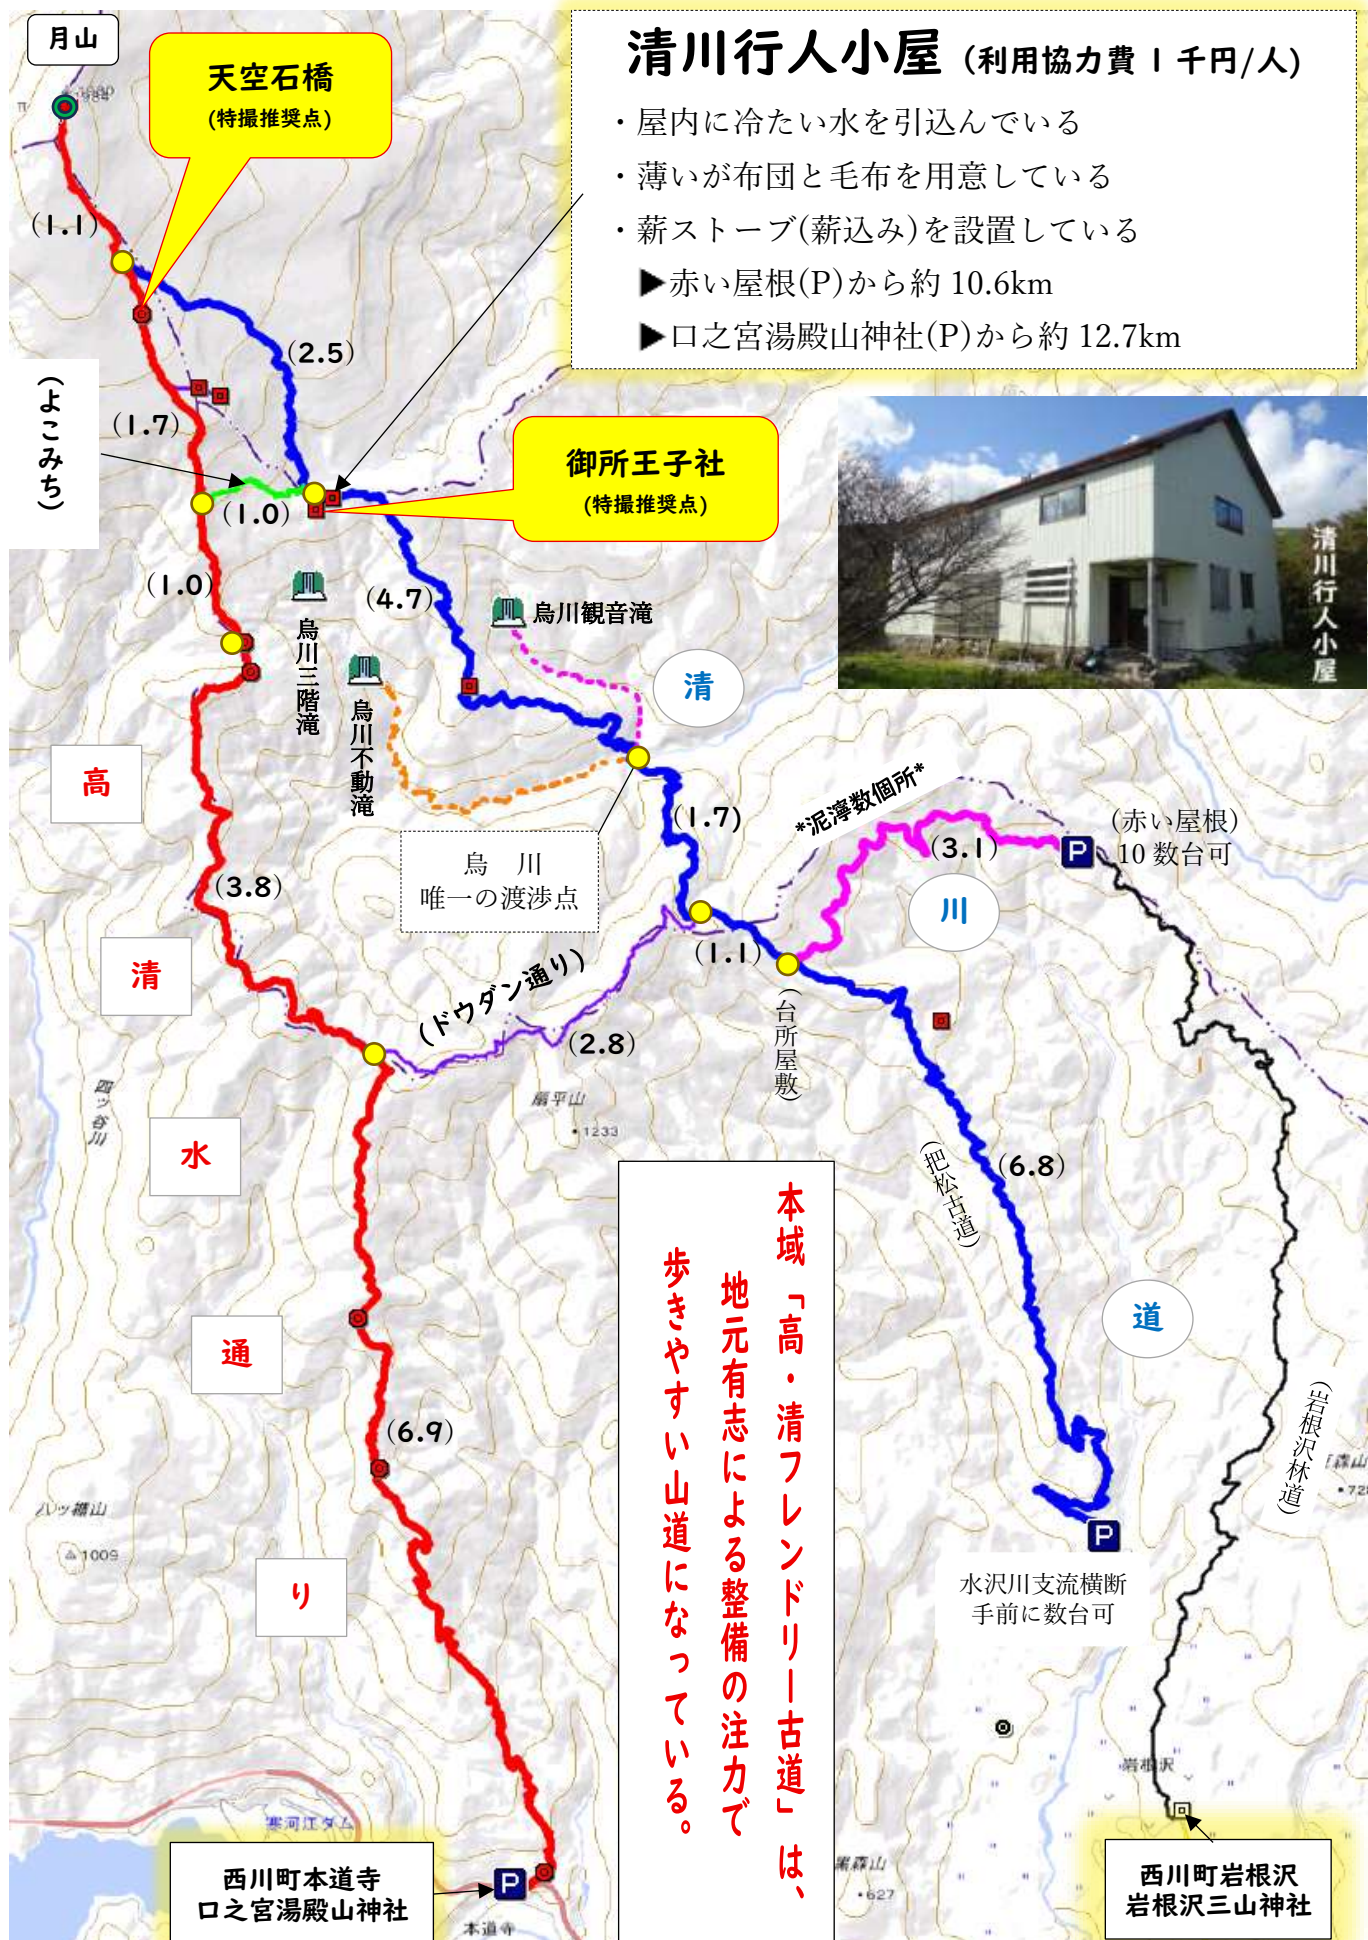 月山
天空石橋
(特撮推奨点)
清川行人小屋 (利用協力費 1 千円/人)
・屋内に冷たい水を引込んでいる
・薄いが布団と毛布を用意している
・薪ストーブ(薪込み)を設置している
▶赤い屋根(P)から約 10.6km
▶口之宮湯殿山神社(P)から約 12.7km
1984
(1.1)
(2.5)
(よこみち)
(1.7)
御所王子社
(特撮推奨点)
(1.0)
清川行人小屋
(1.0)
(4.7)
烏川三階滝
烏川観音滝
烏川不動滝
清
高
烏 川
唯一の渡渉点
(1.7)
*泥濘数個所*
(3.1)
P
(赤い屋根)
10 数台可
(3.8)
川
清
(1.1)
(ドウダン通り)
(2.8)
(台所屋敷)
四ッ谷川
扇平山
・1233
水
(把松古道)
(6.8)
本域「高・清フレンドリー古道」は、
地元有志による整備の注力で
歩きやすい山道になっている。
道
通
(6.9)
(岩根沢林道)
森山
八ッ楯山
1009
P
水沢川支流横断
手前に数台可
り
岩根沢
寒河江ダム
西川町本道寺
口之宮湯殿山神社
P
本道寺
黒森山
・627
西川町岩根沢
岩根沢三山神社